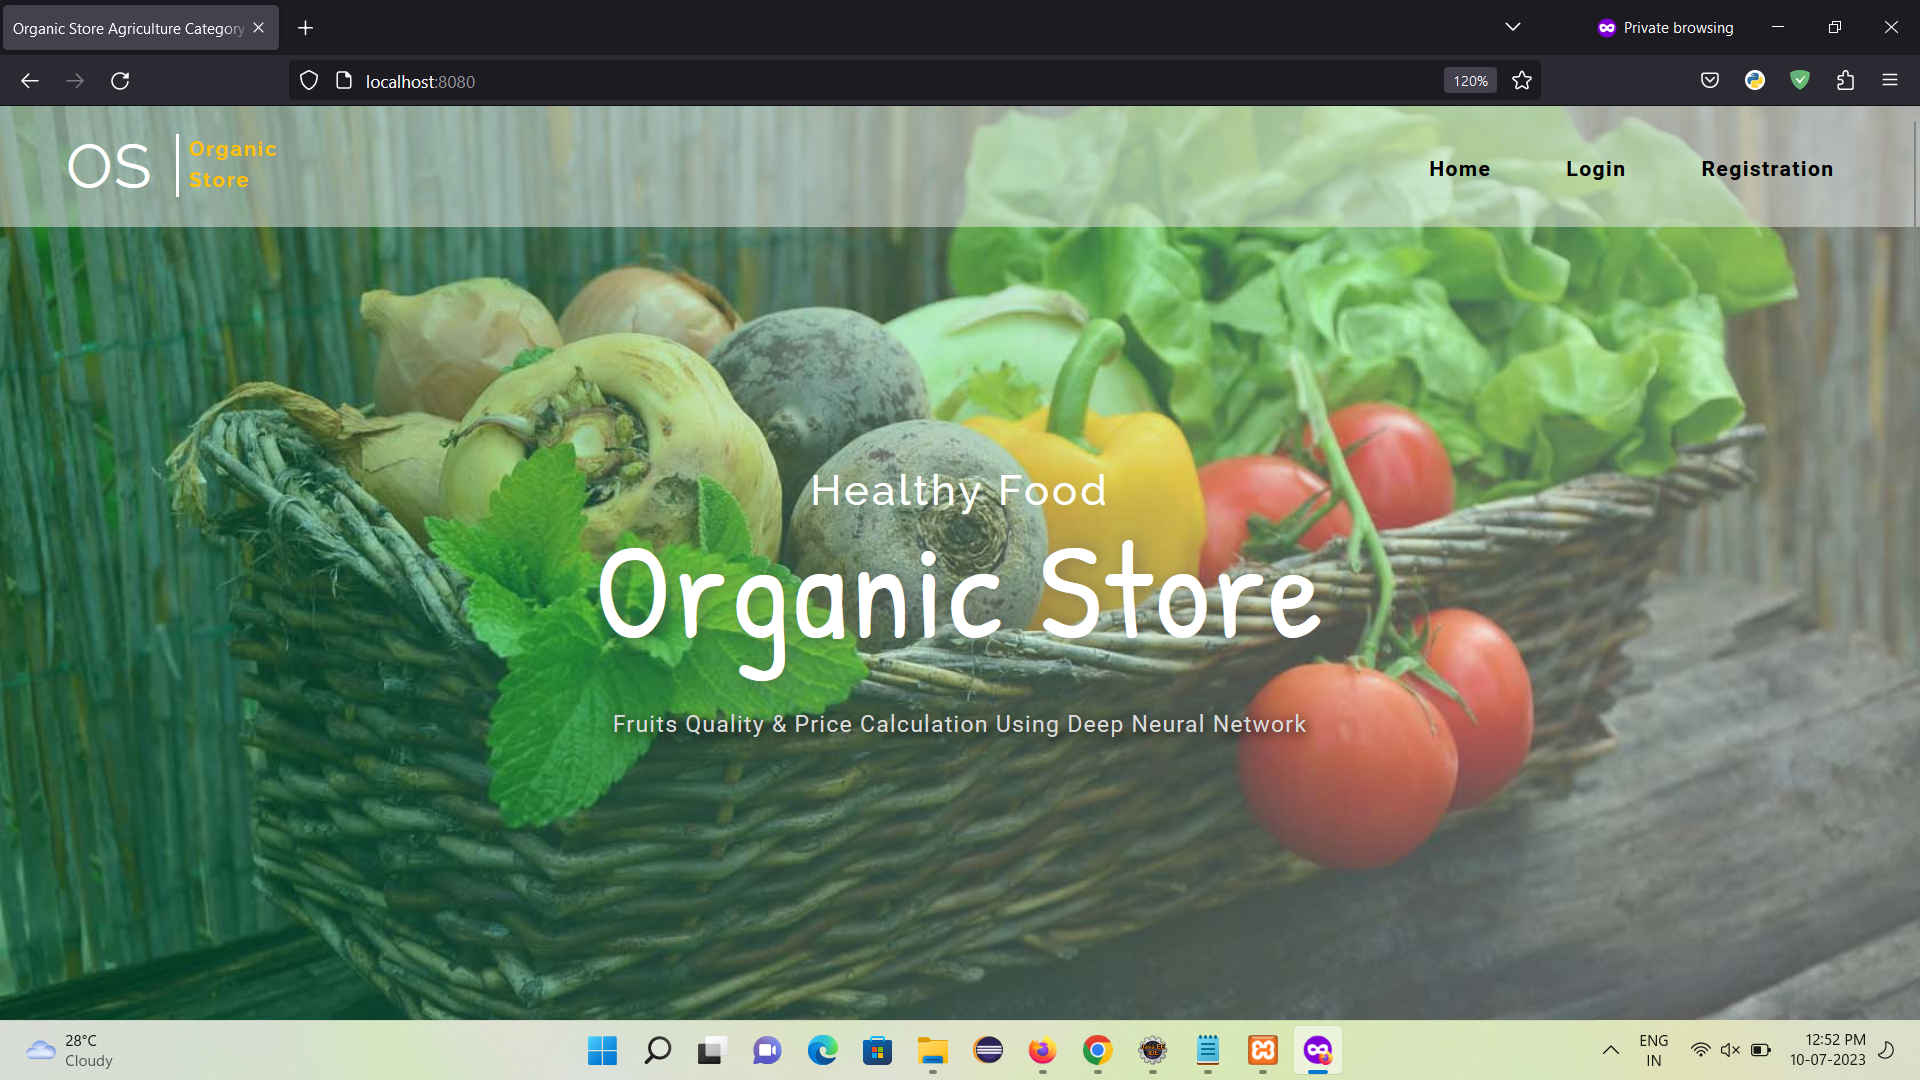 Organic Store Agriculture Category
Private browsing
localhost:8080
120%
OS
Organic
Store
Home
Login
Registration
Healthy Food
Organic Store
Fruits Quality & Price Calculation Using Deep Neural Network
28°C
Cloudy
ENG
IN
12:52 PM
10-07-2023